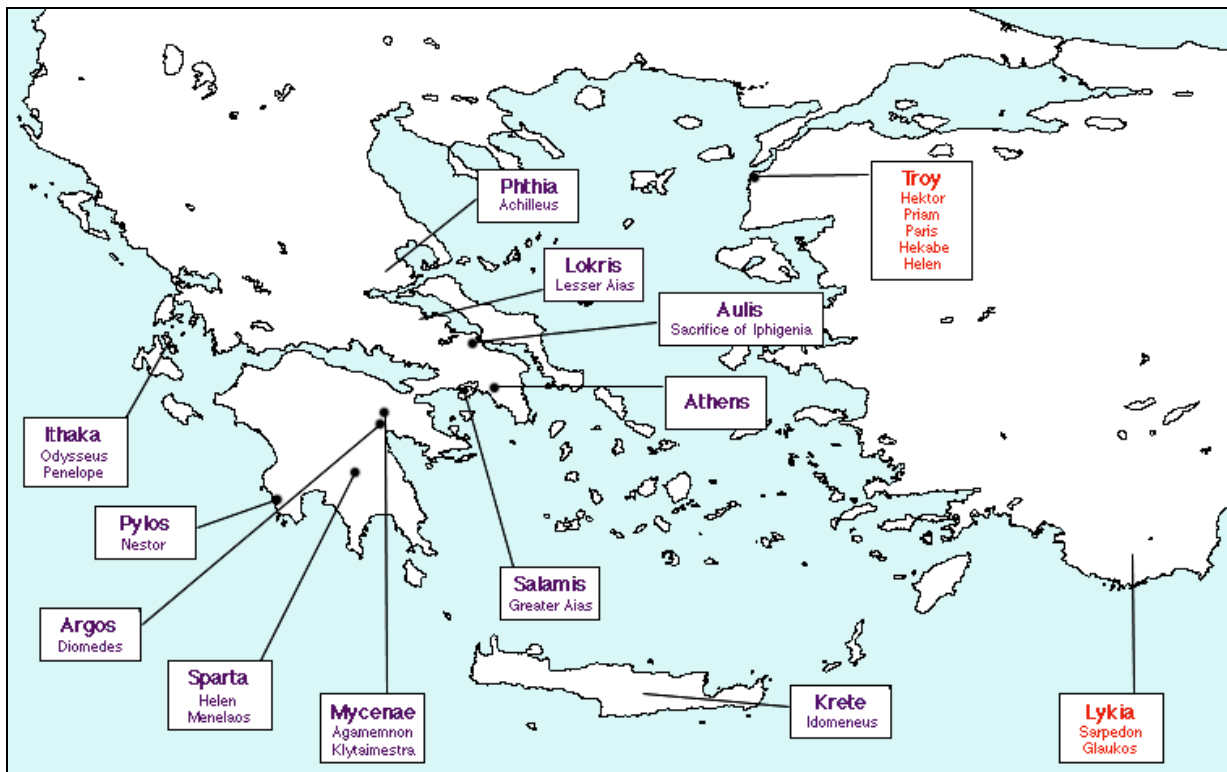 Phthia
Achilleus
Troy
Hektor
Priam
Paris
Hekabe
Helen
Lokris
Lesser Aias
Aulis
Sacrifice of Iphigenia
Athens
Ithaka
Odysseus
Penelope
Pylos
Nestor
Salamis
Greater Aias
Argos
Diomedes
Sparta
Helen
Menelaos
Mycenae
Agamemnon
Klytaimestra
Krete
Idomeneus
Lykia
Sarpedon
Glaukos